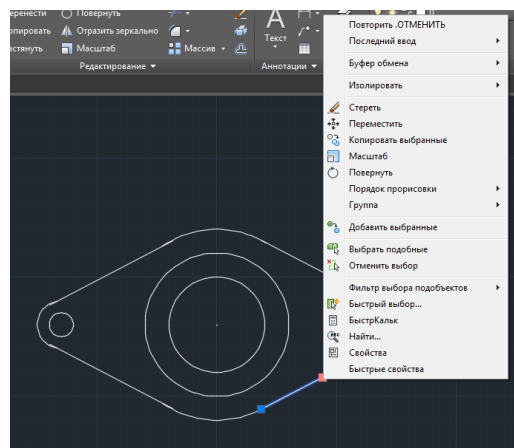 еренести
Повернуть
опировать
Отразить зеркально
астянуть
Масштаб
Массив
Текст
Редактирование
Аннотации
Повторить .ОТМЕНИТЬ
Последний ввод
Буфер обмена
Изолировать
Стереть
Переместить
Копировать выбранные
Масштаб
Повернуть
Порядок прорисовки
Группа
Добавить выбранные
Выбрать подобные
Отменить выбор
Фильтр выбора подобъектов
Быстрый выбор...
БыстрКальк
Найти...
Свойства
Быстрые свойства